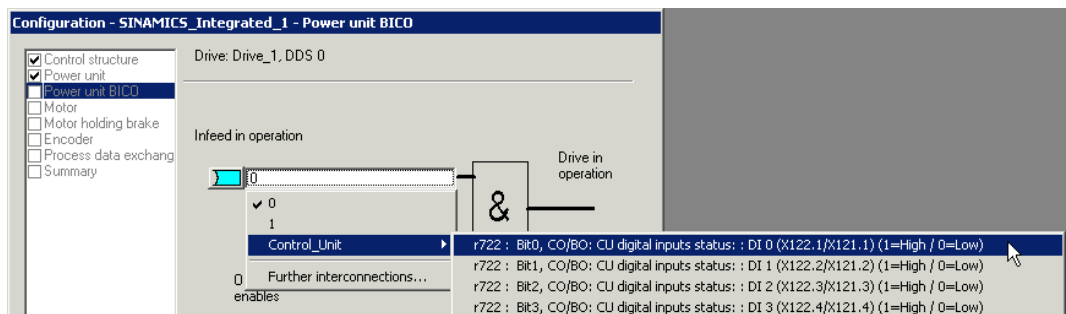 Configuration - SINAMICS_Integrated_1 - Power unit BICO
Control structure
Power unit
Power unit BICO
Motor
Motor holding brake
Encoder
Process data exchang
Summary
Drive: Drive_1, DDS 0
Infeed in operation
0
&
Drive in
operation
0
1
Control_Unit
Further interconnections...
O
enables
r722 : Bit0, CO/BO: CU digital inputs status: : DI 0 (X122.1/X121.1) (1=High / 0=Low)
r722 : Bit1, CO/BO: CU digital inputs status: : DI 1 (X122.2/X121.2) (1=High / 0=Low)
r722 : Bit2, CO/BO: CU digital inputs status: : DI 2 (X122.3/X121.3) (1=High / 0=Low)
r722 : Bit3, CO/BO: CU digital inputs status: : DI 3 (X122.4/X121.4) (1=High / 0=Low)